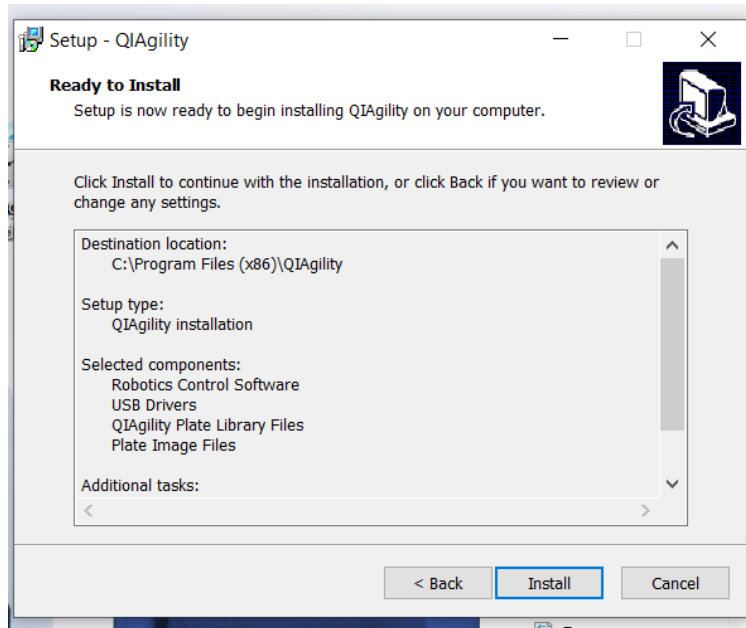 Setup - QIAgility
Ready to Install
Setup is now ready to begin installing QIAgility on your computer.
Click Install to continue with the installation, or click Back if you want to review or
change any settings.
Destination location:
C:\Program Files (x86)\QIAgility
Setup type:
QIAgility installation
Selected components:
Robotics Control Software
USB Drivers
QIAgility Plate Library Files
Plate Image Files
Additional tasks:
< Back
Install
Cancel